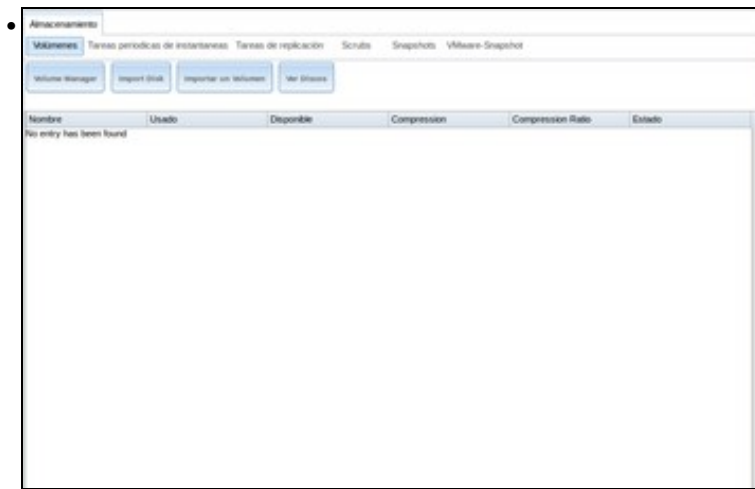 Almacenamiento
Volúmenes Tareas periodicas de instantaneas Tareas de replicación Scrubs Snapshots VMware-Snapshot
Volume Manager Import Disk Importar un Volumen Ver Discos
Nombre Usado Disponible Compression Compression Ratio Estado
No entry has been found